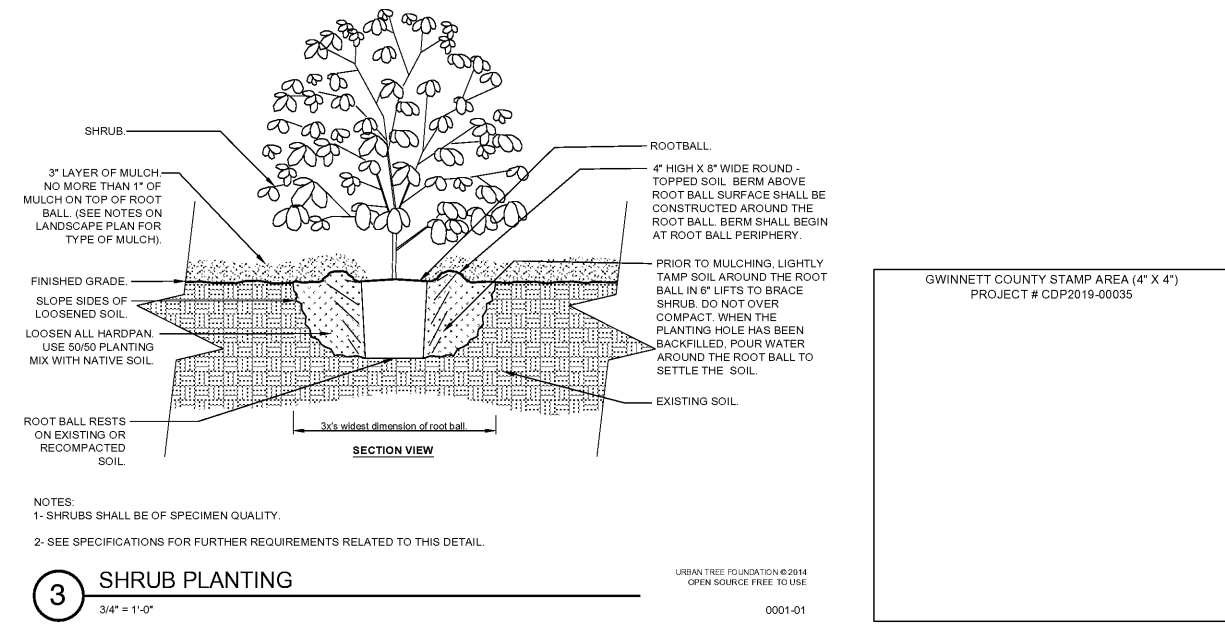 SHRUB.
3" LAYER OF MULCH.
NO MORE THAN 1" OF
MULCH ON TOP OF ROOT
BALL. (SEE NOTES ON
LANDSCAPE PLAN FOR
TYPE OF MULCH).
FINISHED GRADE.
SLOPE SIDES OF
LOOSENED SOIL.
LOOSEN ALL HARDPAN.
USE 50/50 PLANTING
MIX WITH NATIVE SOIL.
ROOT BALL RESTS
ON EXISTING OR
RECOMPACTED
SOIL.
ROOTBALL.
4" HIGH X 8" WIDE ROUND -
TOPPED SOIL BERM ABOVE
ROOT BALL SURFACE SHALL BE
CONSTRUCTED AROUND THE
ROOT BALL. BERM SHALL BEGIN
AT ROOT BALL PERIPHERY.
PRIOR TO MULCHING, LIGHTLY
TAMP SOIL AROUND THE ROOT
BALL IN 6" LIFTS TO BRACE
SHRUB. DO NOT OVER
COMPACT. WHEN THE
PLANTING HOLE HAS BEEN
BACKFILLED, POUR WATER
AROUND THE ROOT BALL TO
SETTLE THE SOIL.
EXISTING SOIL.
3x's widest dimension of root ball.
SECTION VIEW
NOTES:
1- SHRUBS SHALL BE OF SPECIMEN QUALITY.
2- SEE SPECIFICATIONS FOR FURTHER REQUIREMENTS RELATED TO THIS DETAIL.
3
SHRUB PLANTING
3/4" = 1'-0"
URBAN TREE FOUNDATION © 2014
OPEN SOURCE FREE TO USE
0001-01
GWINNETT COUNTY STAMP AREA (4" X 4")
PROJECT # CDP2019-00035